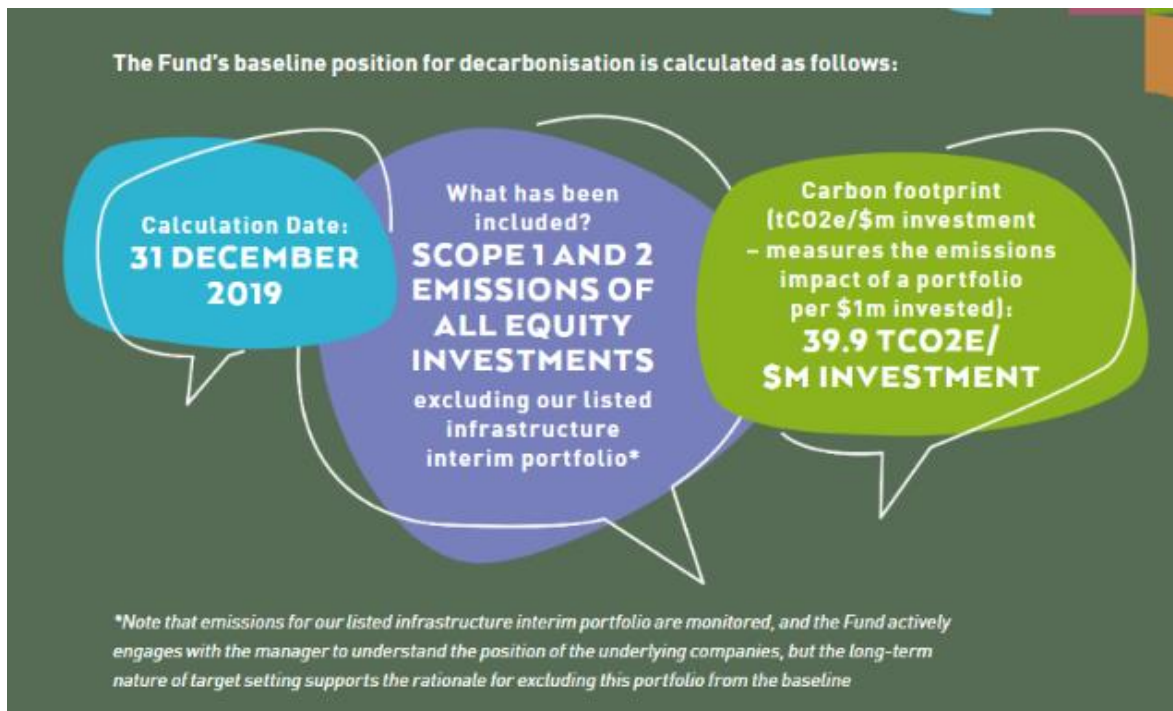 The Fund's baseline position for decarbonisation is calculated as follows:
Calculation Date:
31 DECEMBER
2019
What has been
included?
SCOPE 1 AND 2
EMISSIONS OF
ALL EQUITY
INVESTMENTS
excluding our listed
infrastructure
interim portfolio*
Carbon footprint
(tCO2e/$m investment
– measures the emissions
impact of a portfolio
per $1m invested):
39.9 TCO2E/
$M INVESTMENT
*Note that emissions for our listed infrastructure interim portfolio are monitored, and the Fund actively
engages with the manager to understand the position of the underlying companies, but the long-term
nature of target setting supports the rationale for excluding this portfolio from the baseline